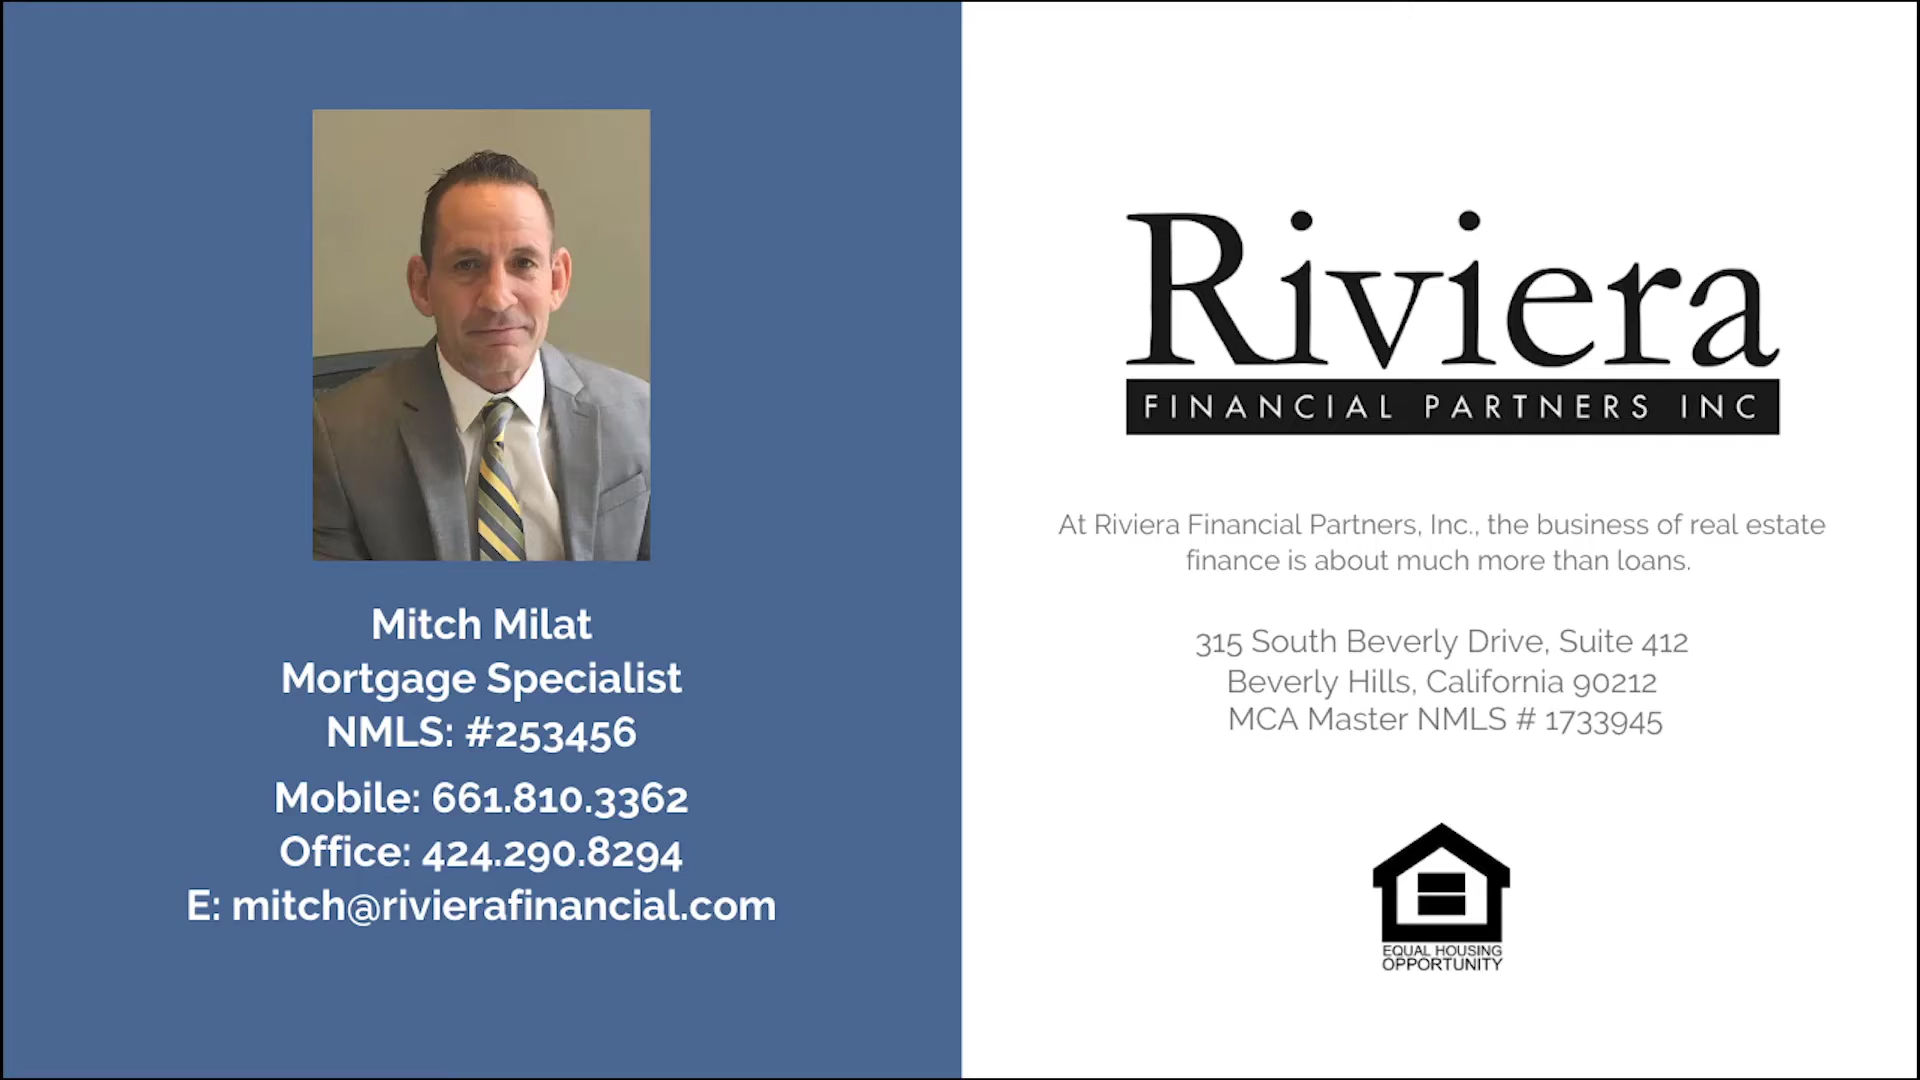 Mitch Milat
Mortgage Specialist
NMLS: #253456
Mobile: 661.810.3362
Office: 424.290.8294
E: mitch@rivierafinancial.com
Riviera
FINANCIAL PARTNERS INC
At Riviera Financial Partners, Inc., the business of real estate
finance is about much more than loans.
315 South Beverly Drive, Suite 412
Beverly Hills, California 90212
MCA Master NMLS # 1733945
EQUAL HOUSING
OPPORTUNITY